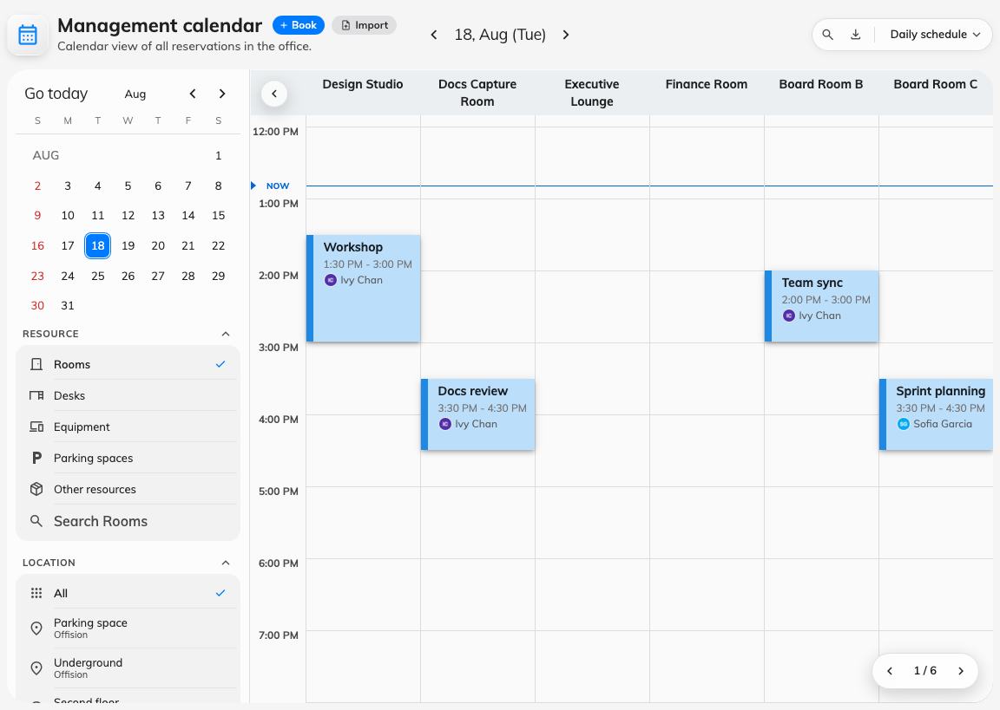 Management calendar
+ Book
Import
Calendar view of all reservations in the office.
18, Aug (Tue)
Daily schedule
Go today
Aug
S M T W T F S
AUG 1
2 3 4 5 6 7 8
9 10 11 12 13 14 15
16 17 18 19 20 21 22
23 24 25 26 27 28 29
30 31
RESOURCE
Rooms
Desks
Equipment
Parking spaces
Other resources
Search Rooms
LOCATION
All
Parking space
Offision
Underground
Offision
Second floor
Design Studio
Docs Capture
Room
Executive
Lounge
Finance Room
Board Room B
Board Room C
12:00 PM
NOW
1:00 PM
2:00 PM
3:00 PM
4:00 PM
5:00 PM
6:00 PM
7:00 PM
Workshop
1:30 PM - 3:00 PM
IC Ivy Chan
Docs review
3:30 PM - 4:30 PM
IC Ivy Chan
Team sync
2:00 PM - 3:00 PM
IC Ivy Chan
Sprint planning
3:30 PM - 4:30 PM
SG Sofia Garcia
1 / 6